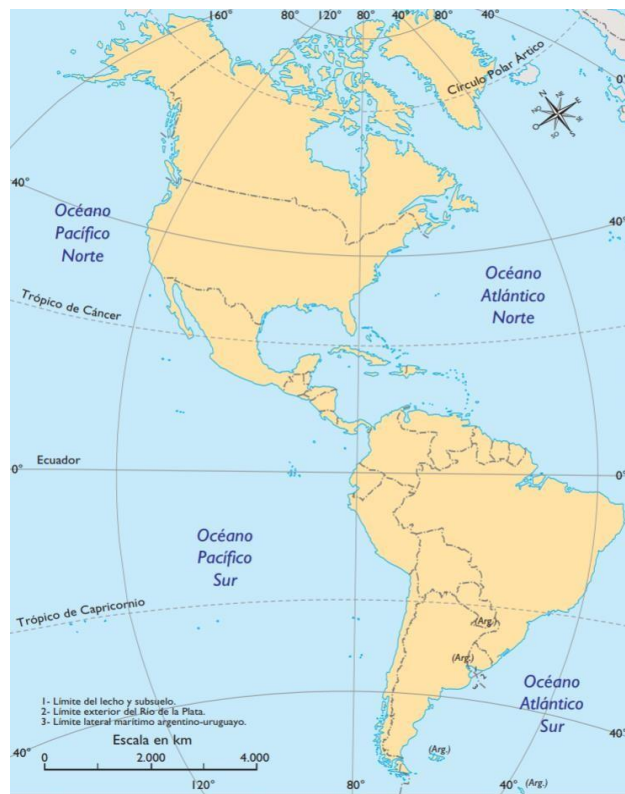 160° 80° 120° 80° 40° 80° 40°
Círculo Polar Ártico
0°
N
E
S
O
40°
Océano
Pacífico
Norte
40°
Océano
Atlántico
Norte
Trópico de Cáncer
Ecuador
0°
0°
Océano
Pacífico
Sur
Trópico de Capricornio
(Arg.)
(Arg.)
Océano
Atlántico
Sur
1- Límite del lecho y subsuelo.
2- Límite exterior del Río de la Plata.
3- Límite lateral marítimo argentino-uruguayo.
Escala en km
0 2.000 4.000
40°
40°
(Arg.)
120° 80° 40° (Arg.)